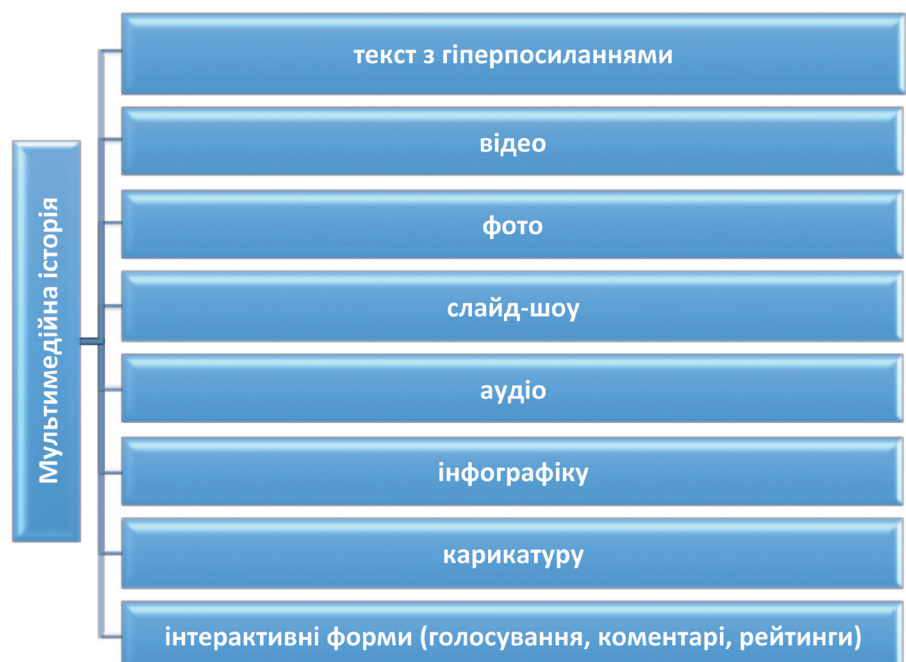 Мультимедійна історія
текст з гіперпосиланнями
відео
фото
слайд-шоу
аудіо
інфографіку
карикатуру
інтерактивні форми (голосування, коментарі, рейтинги)